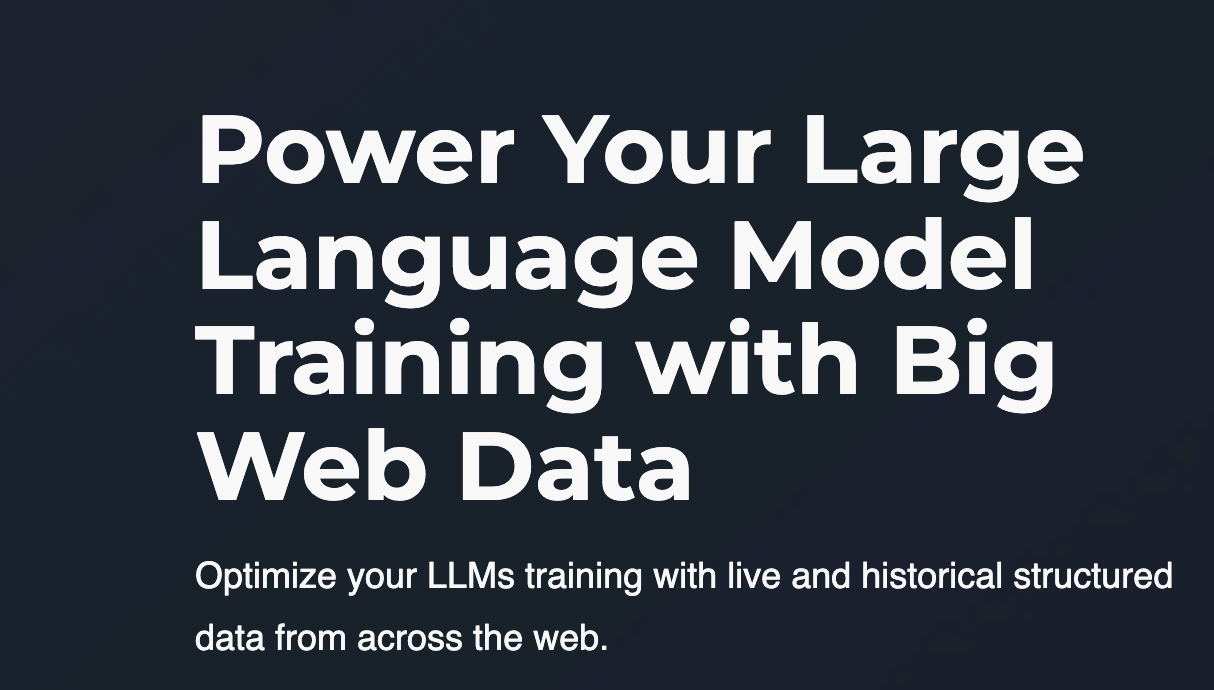 Power Your Large
Language Model
Training with Big
Web Data
Optimize your LLMs training with live and historical structured
data from across the web.